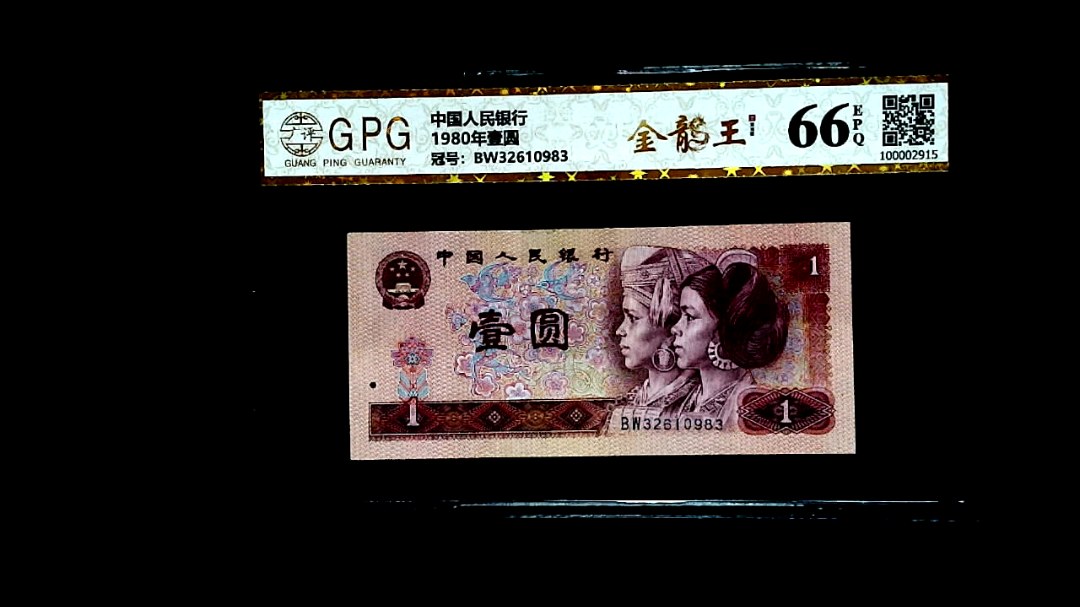 广评
GPG
GUANG PING GUARANTY
中国人民银行
1980年壹圆
冠号：BW32610983
金龍王
66
EPQ
100002915
中国人民银行
1
壹圆
1
BW32610983
1